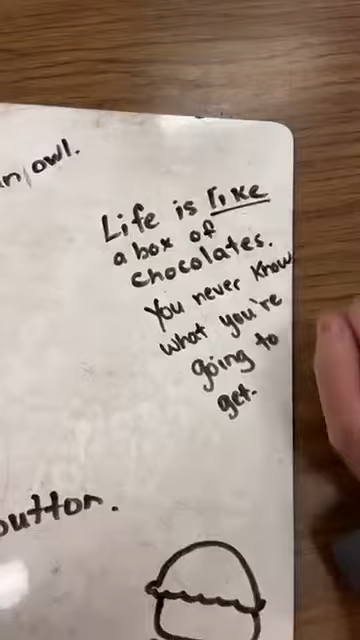 owl.
Life is like
a box of
chocolates.
You never know
what you're
going to
get.
button.